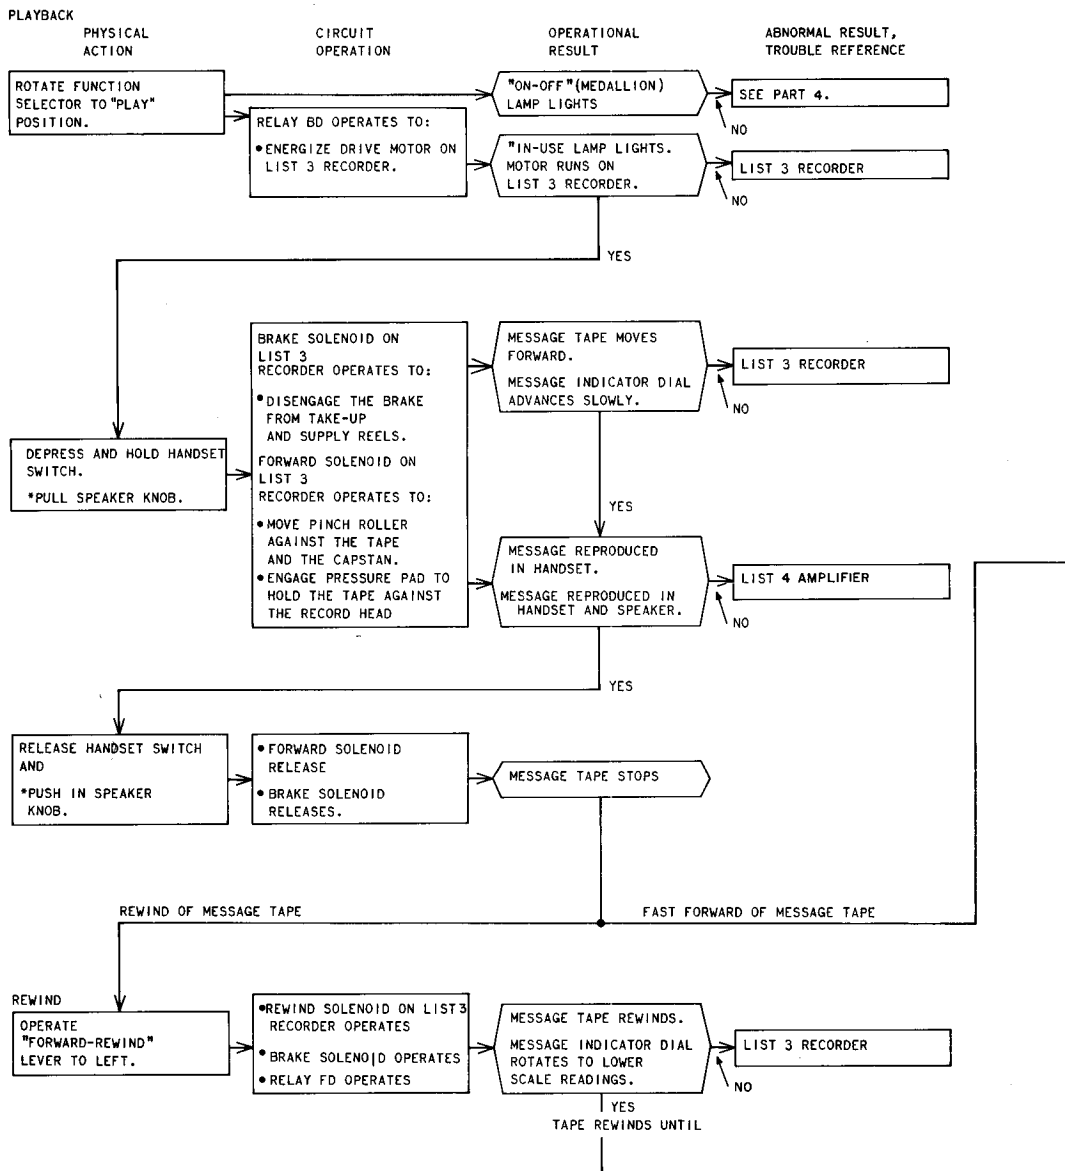 PLAYBACK
PHYSICAL
ACTION
CIRCUIT
OPERATION
OPERATIONAL
RESULT
ABNORMAL RESULT,
TROUBLE REFERENCE
ROTATE FUNCTION
SELECTOR TO "PLAY"
POSITION.
"ON-OFF"(MEDALLION)
LAMP LIGHTS
SEE PART 4.
NO
RELAY BD OPERATES TO:
•ENERGIZE DRIVE MOTOR ON
LIST 3 RECORDER.
"IN-USE LAMP LIGHTS.
MOTOR RUNS ON
LIST 3 RECORDER.
LIST 3 RECORDER
NO
YES
DEPRESS AND HOLD HANDSET
SWITCH.
*PULL SPEAKER KNOB.
BRAKE SOLENOID ON
LIST 3
RECORDER OPERATES TO:
•DISENGAGE THE BRAKE
FROM TAKE-UP
AND SUPPLY REELS.
FORWARD SOLENOID ON
LIST 3
RECORDER OPERATES TO:
•MOVE PINCH ROLLER
AGAINST THE TAPE
AND THE CAPSTAN.
•ENGAGE PRESSURE PAD TO
HOLD THE TAPE AGAINST
THE RECORD HEAD
MESSAGE TAPE MOVES
FORWARD.
MESSAGE INDICATOR DIAL
ADVANCES SLOWLY.
LIST 3 RECORDER
NO
YES
MESSAGE REPRODUCED
IN HANDSET.
MESSAGE REPRODUCED IN
HANDSET AND SPEAKER.
LIST 4 AMPLIFIER
NO
YES
RELEASE HANDSET SWITCH
AND
*PUSH IN SPEAKER
KNOB.
•FORWARD SOLENOID
RELEASE
•BRAKE SOLENOID
RELEASES.
MESSAGE TAPE STOPS
REWIND OF MESSAGE TAPE
FAST FORWARD OF MESSAGE TAPE
REWIND
OPERATE
"FORWARD-REWIND"
LEVER TO LEFT.
•REWIND SOLENOID ON LIST 3
RECORDER OPERATES
•BRAKE SOLENOID OPERATES
•RELAY FD OPERATES
MESSAGE TAPE REWINDS.
MESSAGE INDICATOR DIAL
ROTATES TO LOWER
SCALE READINGS.
LIST 3 RECORDER
NO
YES
TAPE REWINDS UNTIL